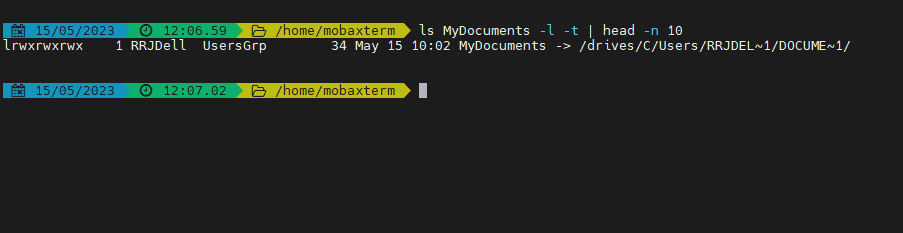 15/05/2023 12:06.59 /home/mobaxterm ls MyDocuments -l -t | head -n 10
lrwxrwxrwx 1 RRJDell UsersGrp 34 May 15 10:02 MyDocuments -> /drives/C/Users/RRJDEL~1/DOCUME~1/
15/05/2023 12:07.02 /home/mobaxterm